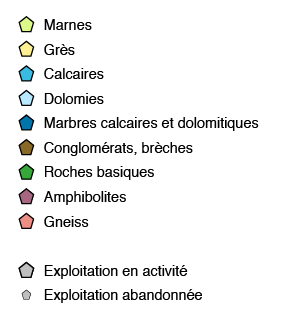 Marnes
Grès
Calcaires
Dolomies
Marbres calcaires et dolomitiques
Conglomérats, brèches
Roches basiques
Amphibolites
Gneiss
Exploitation en activité
Exploitation abandonnée